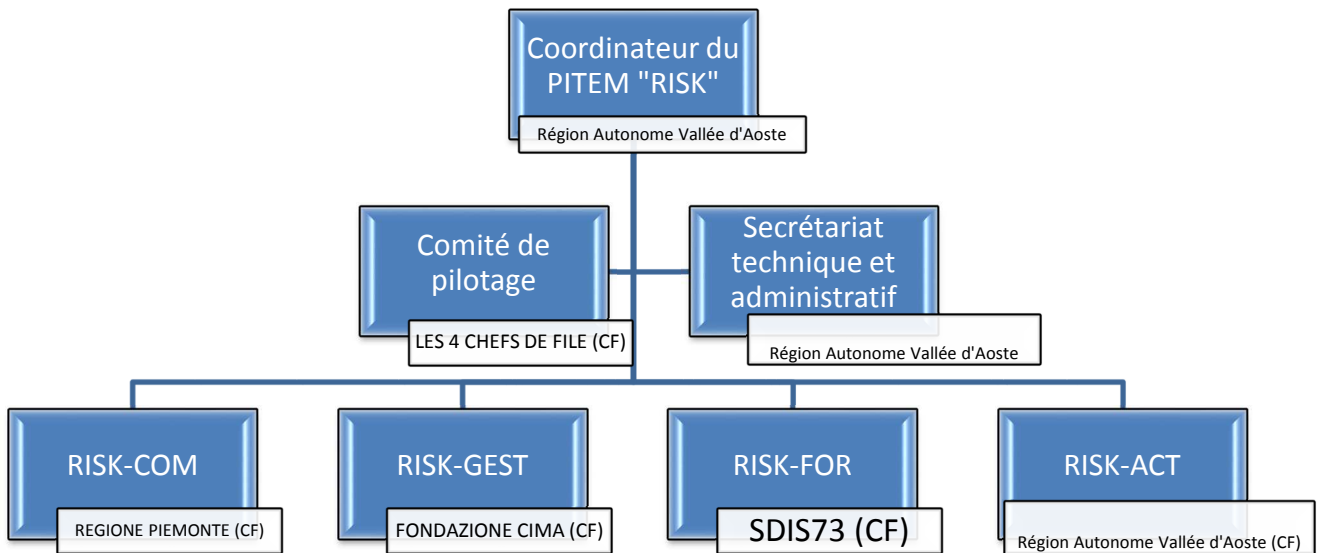 Coordinateur du
PITEM "RISK"
Région Autonome Vallée d'Aoste
Comité de
pilotage
LES 4 CHEFS DE FILE (CF)
Secrétariat
technique et
administratif
Région Autonome Vallée d'Aoste
RISK-COM
REGIONE PIEMONTE (CF)
RISK-GEST
FONDAZIONE CIMA (CF)
RISK-FOR
SDIS73 (CF)
RISK-ACT
Région Autonome Vallée d'Aoste (CF)